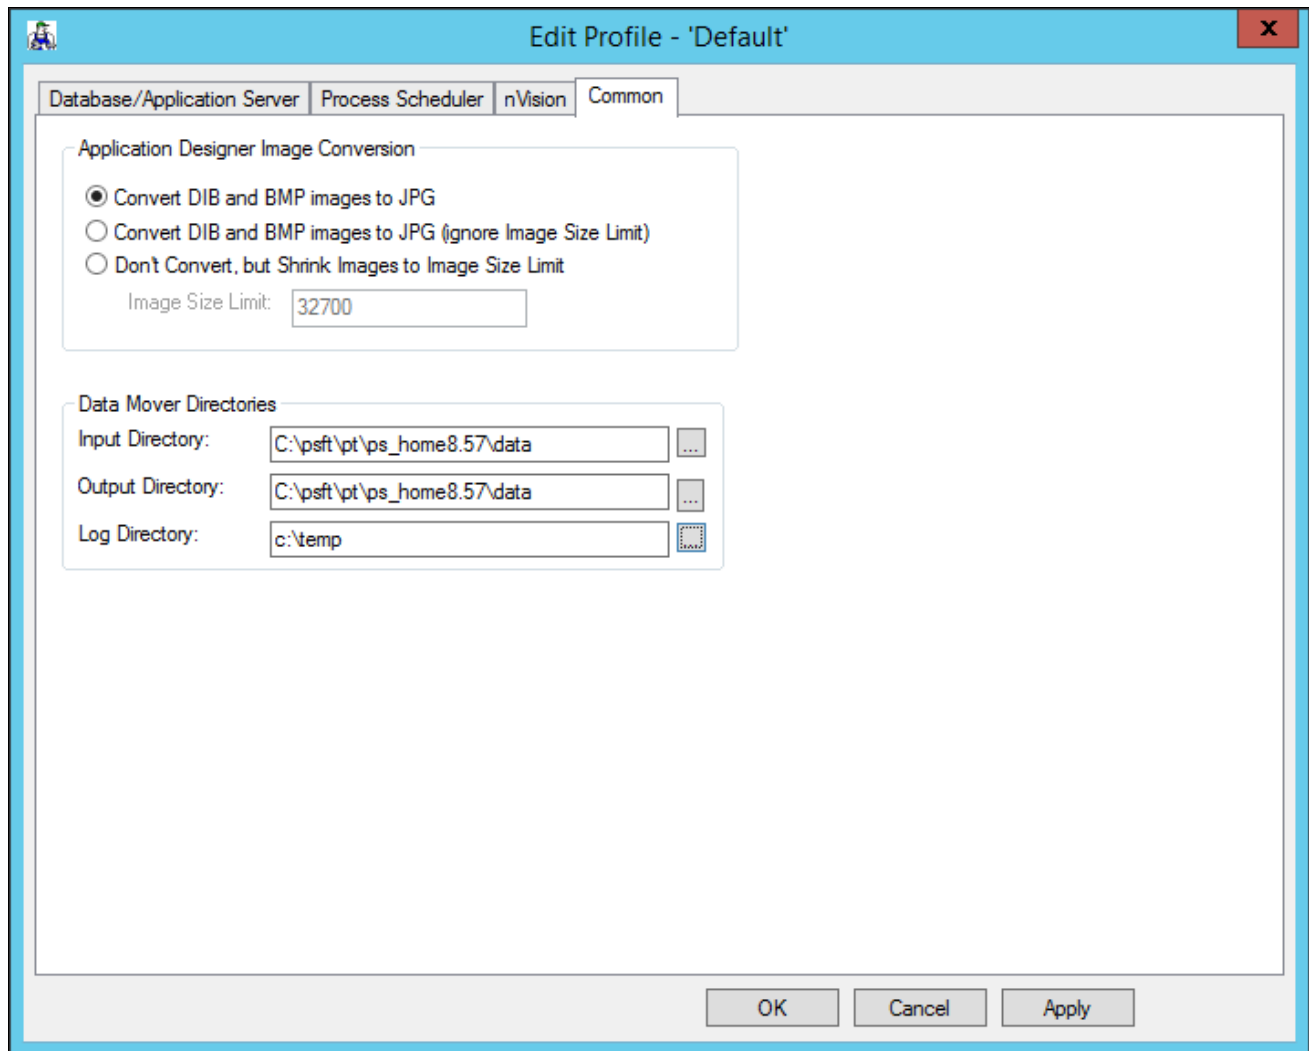 Edit Profile - 'Default'
x
Database/Application Server Process Scheduler nVision Common
Application Designer Image Conversion
Convert DIB and BMP images to JPG
Convert DIB and BMP images to JPG (ignore Image Size Limit)
Don't Convert, but Shrink Images to Image Size Limit
Image Size Limit: 32700
Data Mover Directories
Input Directory: C:\psft\pt\ps_home8.57\data ...
Output Directory: C:\psft\pt\ps_home8.57\data ...
Log Directory: c:\temp ...
OK Cancel Apply